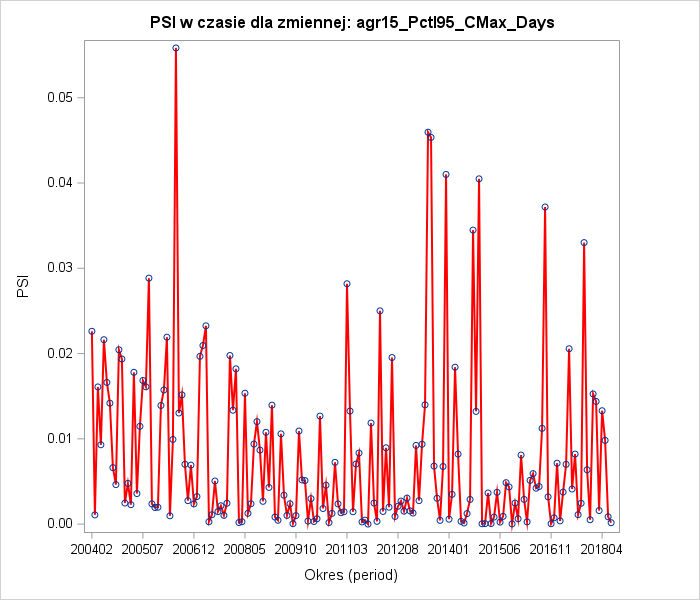 PSI w czasie dla zmiennej: agr15_Pctl95_CMax_Days
0.05
0.04
0.03
0.02
0.01
0.00
PSI
200402 200507 200612 200805 200910 201103 201208 201401 201506 201611 201804
Okres (period)